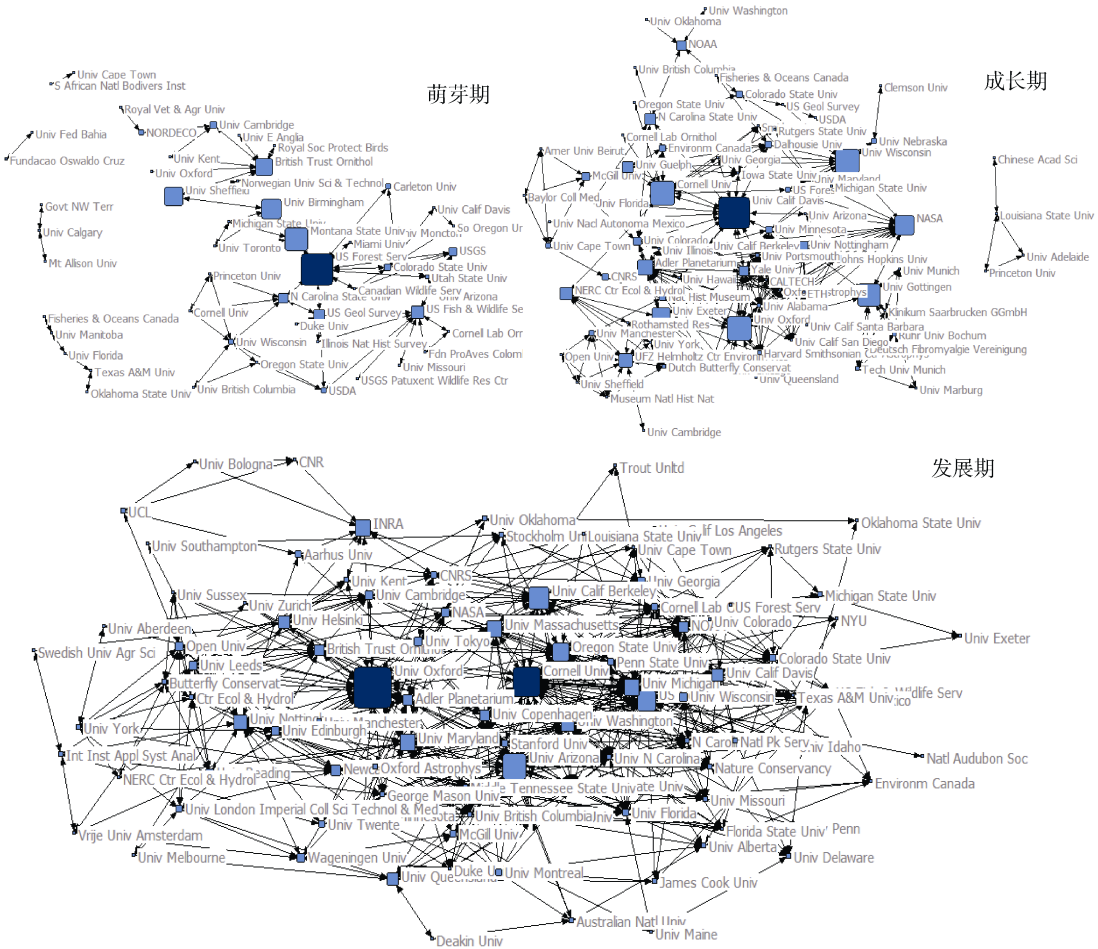 萌芽期
Univ Cape Town
S African Natl Bodivers Inst
Royal Vet & Agr Univ
NORDECO
Univ Cambridge
Univ E Anglia
Royal Soc Protect Birds
Univ Fed Bahia
Fundacao Oswaldo Cruz
Univ Kent
British Trust Ornithol
Univ Oxford
Norwegian Univ Sci & Technol
Carleton Univ
Univ Sheffield
Univ Birmingham
Govt NW Terr
Univ Calgary
Mt Alison Univ
Michigan State Univ
Montana State Univ
Univ Calif Davis
Univ Moncton
So Oregon Ur
Univ Toronto
Miami Univ
USGS
US Forest Serv
Colorado State Univ
Utah State Univ
Princeton Univ
Canadian Wildlife Serv
N Carolina State Univ
Univ Arizona
Cornell Univ
US Geol Survey
US Fish & Wildlife Se
Fisheries & Oceans Canada
Duke Univ
Univ Manitoba
Univ Wisconsin
Illinois Nat Hist Survey
Cornell Lab Orr
Univ Florida
Fdn ProAves Colom
Oregon State Univ
Univ Missouri
Texas A&M Univ
USGS Patuxent Wildlife Res Ctr
Oklahoma State Univ
Univ British Columbia
USDA
成长期
Univ Washington
Univ Oklahoma
NOAA
Univ British Columbia
Fisheries & Oceans Canada
Colorado State Univ
Clemson Univ
Oregon State Univ
US Geol Survey
N Carolina State Univ
USDA
Rutgers State Univ
Cornell Lab Ornithol
Dalhousie Univ
Univ Nebraska
Amer Univ Beirut
Environm Canada
Univ Wisconsin
Chinese Acad Sci
Univ Guelph
Univ Georgia
McGill Univ
Iowa State Univ
Univ Maryland
Cornell Univ
US Fores
Michigan State Univ
Baylor Coll Med
Univ Florida
Univ Calif Davis
Louisiana State Univ
Univ Nacl Autonoma Mexico
Univ Arizona
NASA
Univ Minnesota
Univ Cape Town
Univ Colorado
Univ Illinois
Univ Calif Berkeley
Univ Nottingham
Univ Adelaide
Adler Planetarium
Univ Portsmouth
Johns Hopkins Univ
Princeton Univ
CNRS
Yale Univ
Univ Munich
Univ Hawaii
CALTECH
NERC Ctr Ecol & Hydrol
Nat Hist Museum
Univ Gottingen
Univ Exeter
Univ Alabama
Klinikum Saarbrucken GGmbH
Rothamsted Res
Univ Oxford
Univ Calif Santa Barbara
Univ Manchester
Ruhr Univ Bochum
Univ York
Univ Calif San Diego
Open Univ
UFZ Helmholtz Ctr Environ
Harvard Smithsonian
Deutsch Fibromyalgie Vereinigung
Dutch Butterfly Conservat
Tech Univ Munich
Univ Sheffield
Univ Queensland
Univ Marburg
Museum Natl Hist Nat
Univ Cambridge
发展期
Univ Bologna
CNR
Trout Unltd
UCL
INRA
Univ Oklahoma
Oklahoma State Univ
Stockholm Un
Louisiana State Univ
Calif Los Angeles
Univ Southampton
Aarhus Univ
Univ Cape Town
Rutgers State Univ
Univ Kent
CNRS
Univ Georgia
Univ Sussex
Univ Cambridge
Univ Calif Berkeley
Michigan State Univ
Univ Zurich
NASA
Cornell Lab
US Forest Serv
Univ Helsinki
Univ Massachusetts
Univ Colorado
NYU
Univ Aberdeen
Univ Tokyo
Univ Exeter
Open Univ
British Trust Ornithol
Oregon State Univ
Swedish Univ Agr Sci
Univ Leeds
Penn State Univ
Colorado State Univ
Univ Oxford
Cornell Univ
Univ Calif Davis
Butterfly Conservat
Univ Michigan
Ctr Ecol & Hydrol
Adler Planetarium
US
Univ Wisconsin
Texas A&M Univ
Univ Copenhagen
Univ York
Univ Manchester
Univ Washington
Univ Edinburgh
Univ Maryland
Stanford Univ
N Caroli
Natl Pk Serv
Univ Idaho
Int Inst Appl Syst Anal
Univ Arizona
Univ N Carolina
Natl Audubon Soc
NERC Ctr Ecol & Hydrol
Oxford Astrophys
Nature Conservancy
Environm Canada
Middle Tennessee State Univ
George Mason Univ
Univ Missouri
Univ London Imperial Coll Sci Technol & Med
Univ British Columbia
Univ Florida
Univ Twente
Florida State Univ
Penn
Vrije Univ Amsterdam
McGill Univ
Univ Alberta
Univ Melbourne
Wageningen Univ
Univ Delaware
Univ Queensland
Duke U
Univ Montreal
James Cook Univ
Australian Natl Univ
Univ Maine
Deakin Univ